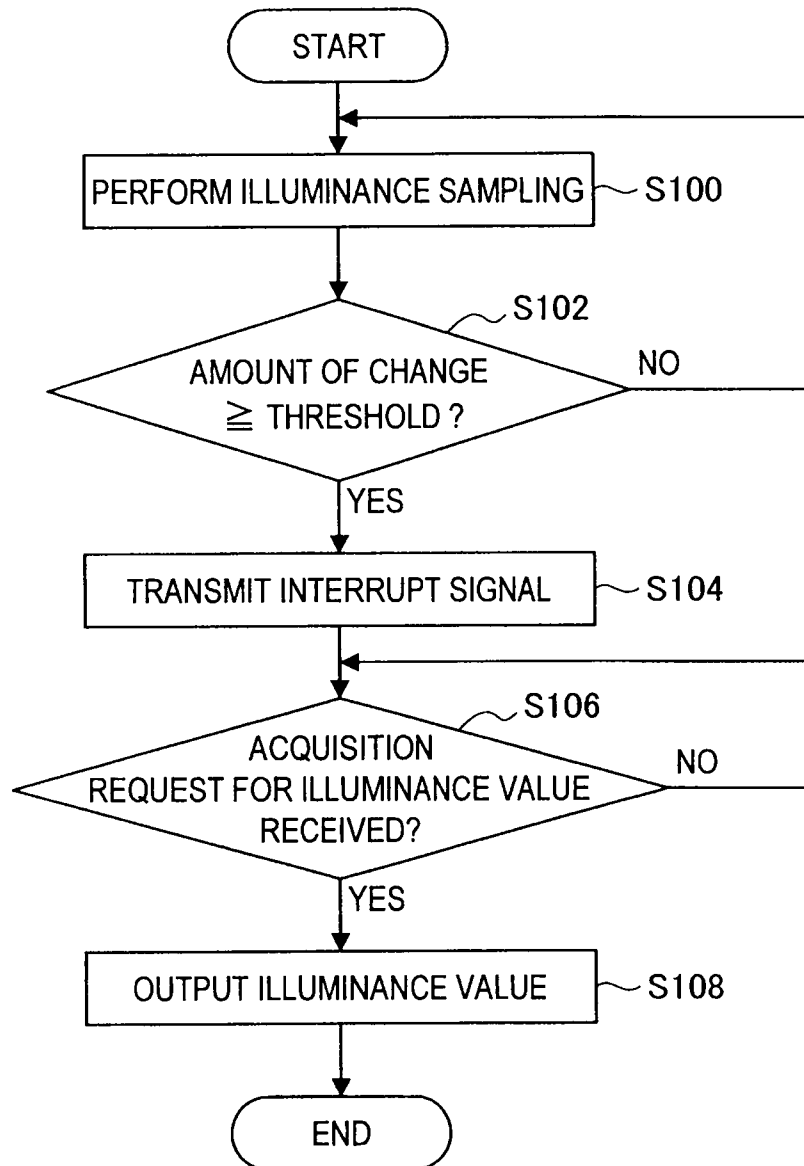 START
PERFORM ILLUMINANCE SAMPLING
S100
S102
AMOUNT OF CHANGE
≧ THRESHOLD ?
NO
YES
TRANSMIT INTERRUPT SIGNAL
S104
S106
ACQUISITION
REQUEST FOR ILLUMINANCE VALUE
RECEIVED?
NO
YES
OUTPUT ILLUMINANCE VALUE
S108
END